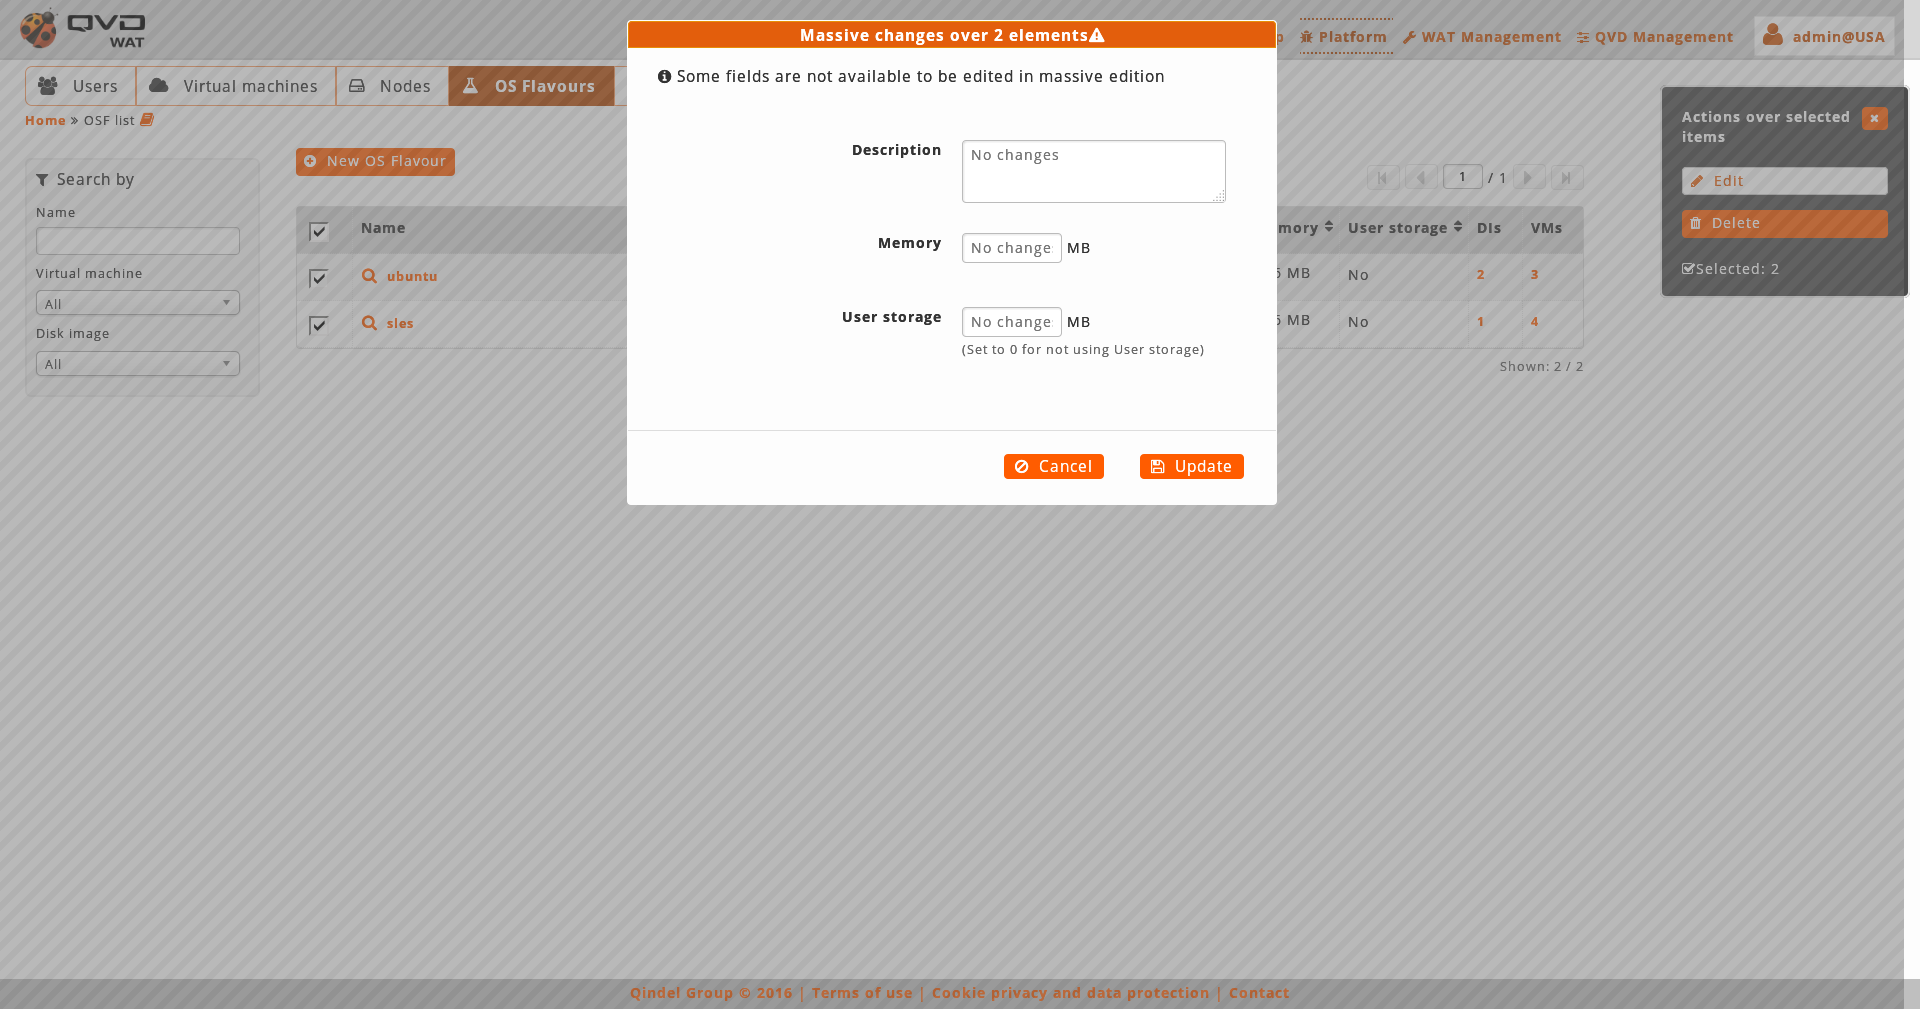 QVD
WAT
Platform
WAT Management
QVD Management
admin@USA
Users
Virtual machines
Nodes
OS Flavours
Home » OSF list
Search by
Name
Virtual machine
All
Disk image
All
New OS Flavour
1 / 1
Name
User storage
DIs
VMs
ubuntu
MB
No
2
3
sles
MB
No
1
4
Shown: 2 / 2
Massive changes over 2 elements
Some fields are not available to be edited in massive edition
Description
No changes
Memory
No change
MB
User storage
No change
MB
(Set to 0 for not using User storage)
Cancel
Update
Actions over selected
items
Edit
Delete
Selected: 2
Qindel Group © 2016 | Terms of use | Cookie privacy and data protection | Contact